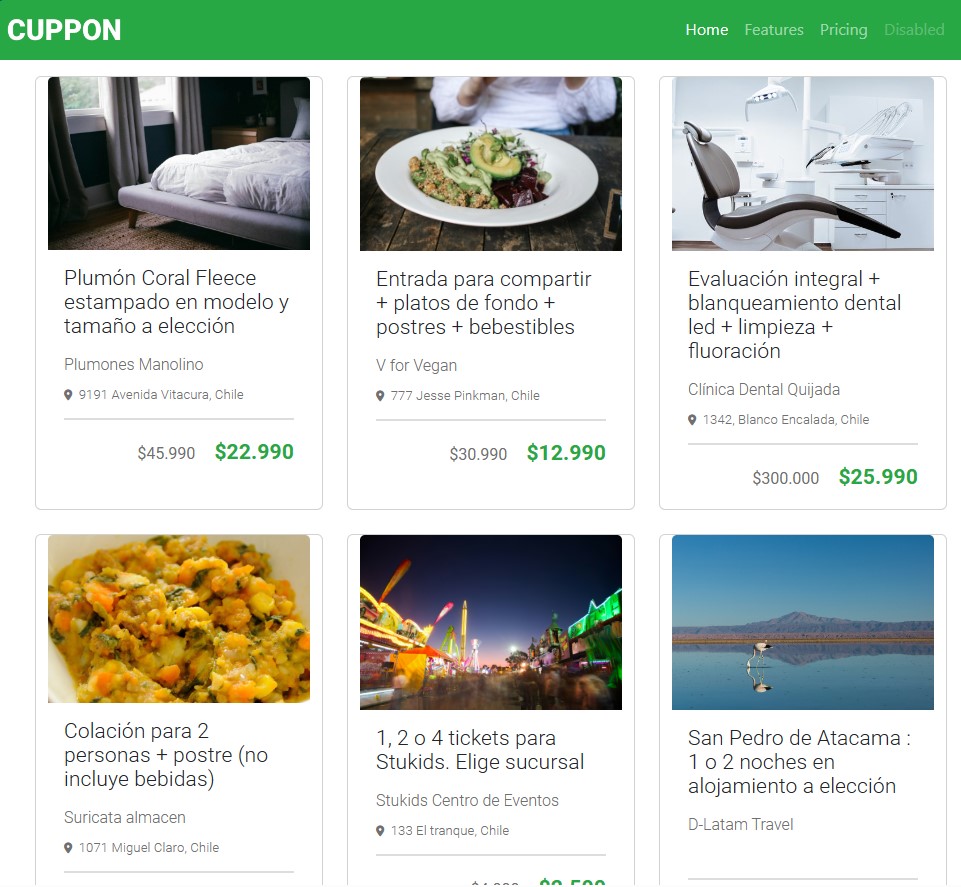 CUPPON
Home Features Pricing Disabled
Plumón Coral Fleece
estampado en modelo y
tamaño a elección
Plumones Manolino
9191 Avenida Vitacura, Chile
$45.990 $22.990
Entrada para compartir
+ platos de fondo +
postres + bebestibles
V for Vegan
777 Jesse Pinkman, Chile
$30.990 $12.990
Evaluación integral +
blanqueamiento dental
led + limpieza +
fluoración
Clínica Dental Quijada
1342, Blanco Encalada, Chile
$300.000 $25.990
Colación para 2
personas + postre (no
incluye bebidas)
Suricata almacen
1071 Miguel Claro, Chile
1, 2 o 4 tickets para
Stukids. Elige sucursal
Stukids Centro de Eventos
133 El tranque, Chile
San Pedro de Atacama :
1 o 2 noches en
alojamiento a elección
D-Latam Travel